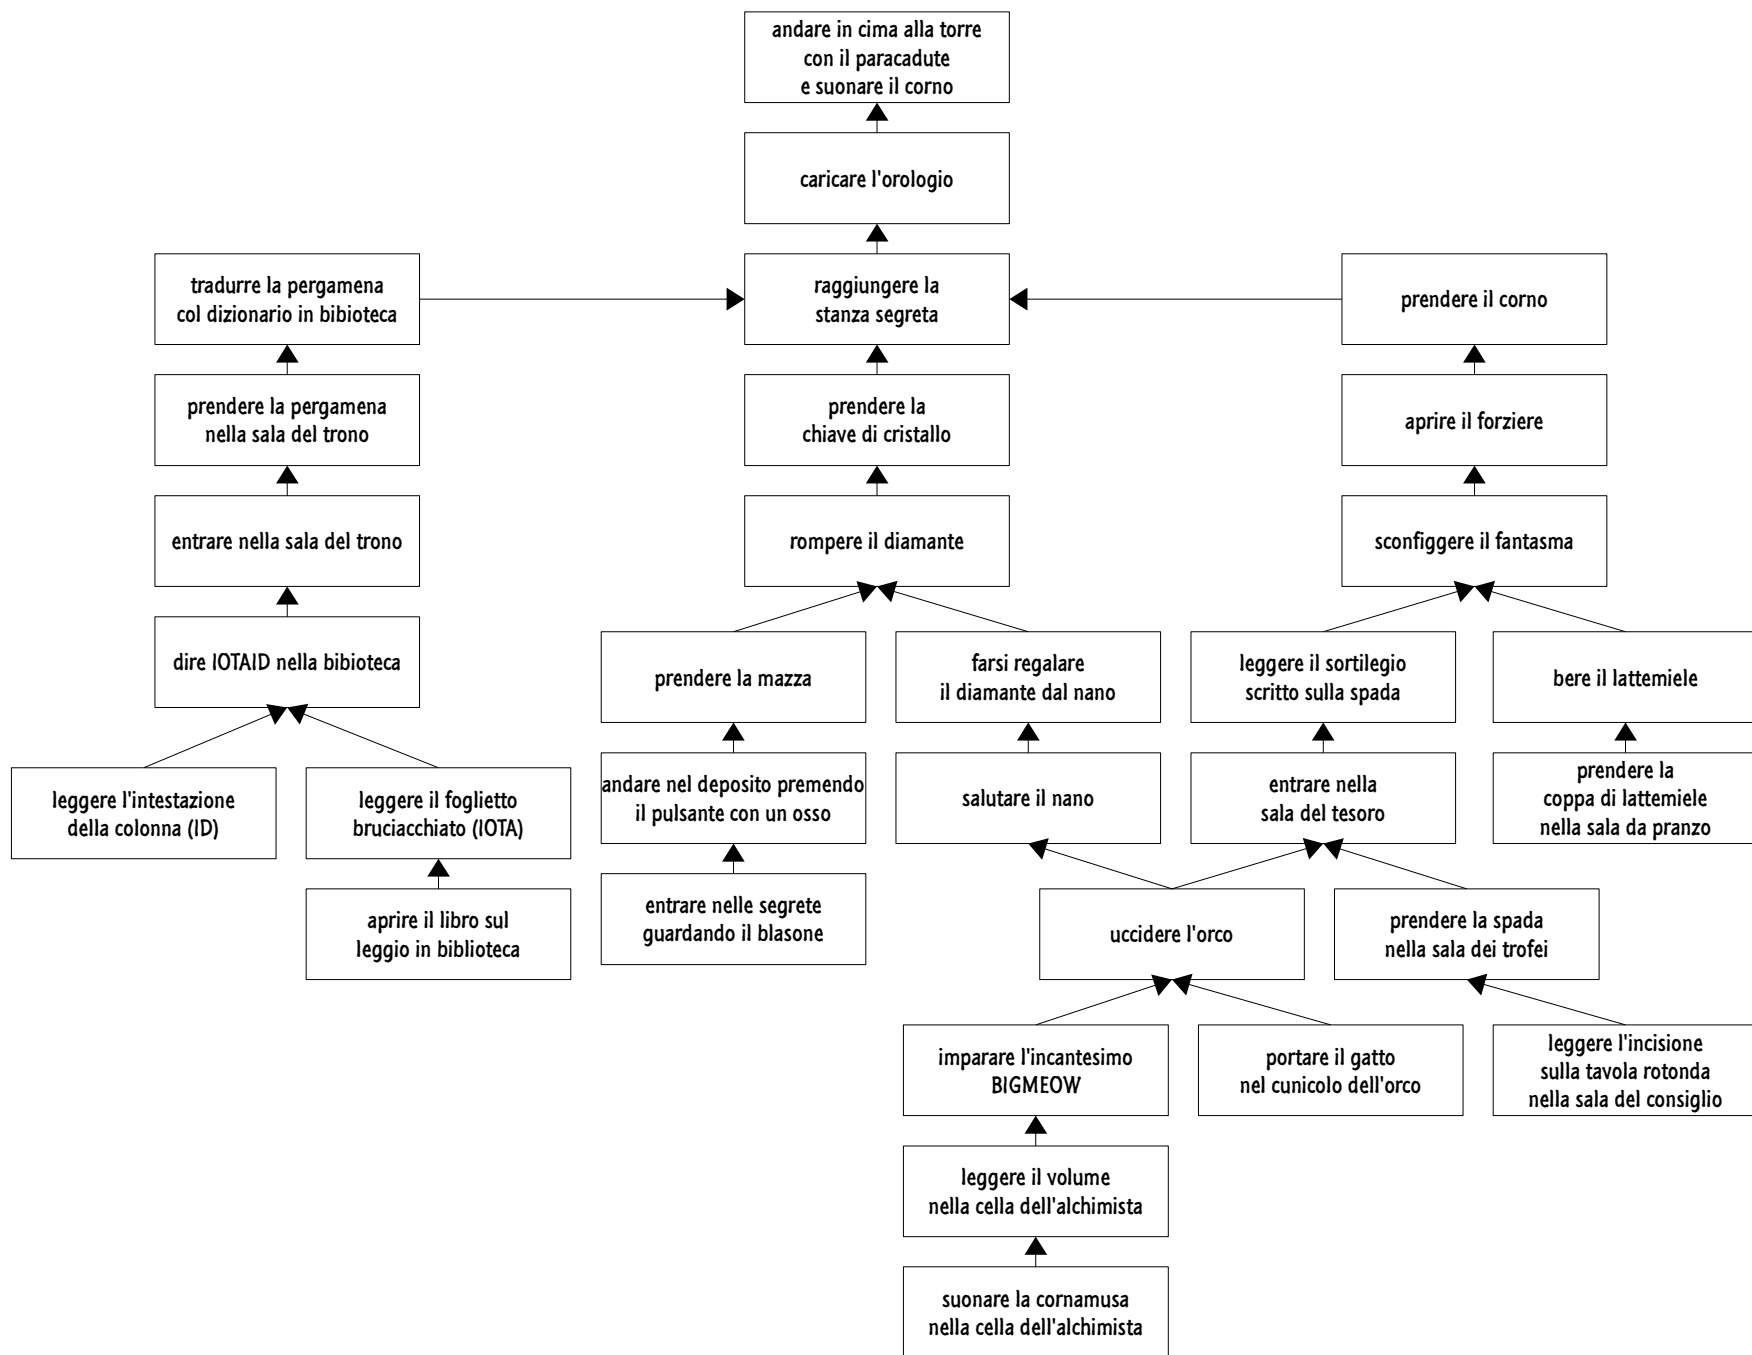 andare in cima alla torre
con il paracadute
e suonare il corno
caricare l'orologio
tradurre la pergamena
col dizionario in bibioteca
raggiungere la
stanza segreta
prendere il corno
prendere la pergamena
nella sala del trono
prendere la
chiave di cristallo
aprire il forziere
entrare nella sala del trono
rompere il diamante
sconfiggere il fantasma
dire IOTAID nella bibioteca
prendere la mazza
farsi regalare
il diamante dal nano
leggere il sortilegio
scritto sulla spada
bere il lattemiele
leggere l'intestazione
della colonna (ID)
leggere il foglietto
bruciacchiato (IOTA)
andare nel deposito premendo
il pulsante con un osso
salutare il nano
entrare nella
sala del tesoro
prendere la
coppa di lattemiele
nella sala da pranzo
aprire il libro sul
leggio in biblioteca
entrare nelle segrete
guardando il blasone
uccidere l'orco
prendere la spada
nella sala dei trofei
imparare l'incantesimo
BIGMEOW
portare il gatto
nel cunicolo dell'orco
leggere l'incisione
sulla tavola rotonda
nella sala del consiglio
leggere il volume
nella cella dell'alchimista
suonare la cornamusa
nella cella dell'alchimista